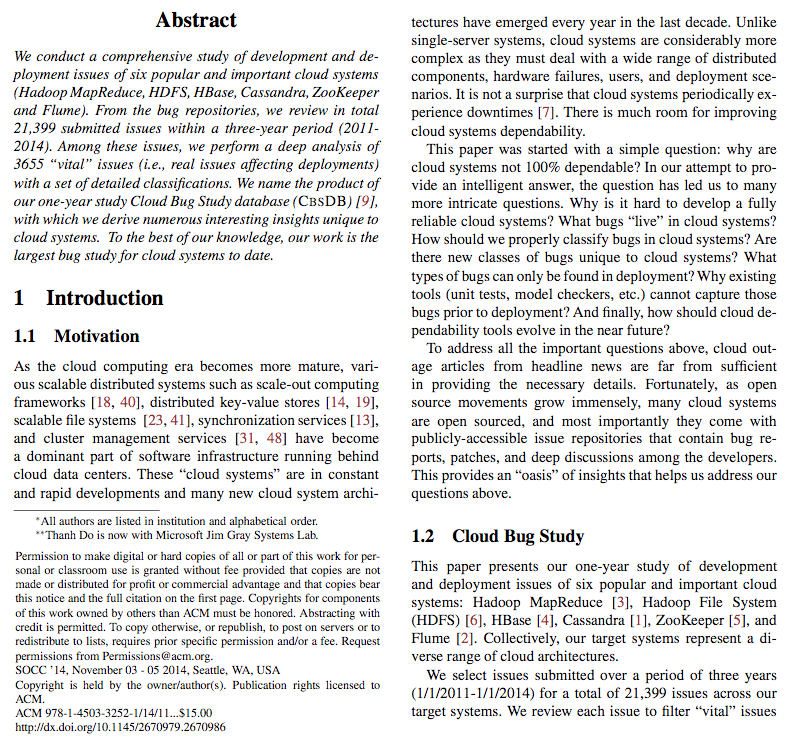 Abstract
We conduct a comprehensive study of development and de-
ployment issues of six popular and important cloud systems
(Hadoop MapReduce, HDFS, HBase, Cassandra, ZooKeeper
and Flume). From the bug repositories, we review in total
21,399 submitted issues within a three-year period (2011-
2014). Among these issues, we perform a deep analysis of
3655 “vital” issues (i.e., real issues affecting deployments)
with a set of detailed classifications. We name the product of
our one-year study Cloud Bug Study database (CBSDB) [9],
with which we derive numerous interesting insights unique to
cloud systems. To the best of our knowledge, our work is the
largest bug study for cloud systems to date.
1 Introduction
1.1 Motivation
As the cloud computing era becomes more mature, vari-
ous scalable distributed systems such as scale-out computing
frameworks [18, 40], distributed key-value stores [14, 19],
scalable file systems [23, 41], synchronization services [13],
and cluster management services [31, 48] have become
a dominant part of software infrastructure running behind
cloud data centers. These “cloud systems” are in constant
and rapid developments and many new cloud system archi-
*All authors are listed in institution and alphabetical order.
**Thanh Do is now with Microsoft Jim Gray Systems Lab.
Permission to make digital or hard copies of all or part of this work for per-
sonal or classroom use is granted without fee provided that copies are not
made or distributed for profit or commercial advantage and that copies bear
this notice and the full citation on the first page. Copyrights for components
of this work owned by others than ACM must be honored. Abstracting with
credit is permitted. To copy otherwise, or republish, to post on servers or to
redistribute to lists, requires prior specific permission and/or a fee. Request
permissions from Permissions@acm.org.
SOCC ’14, November 03 - 05 2014, Seattle, WA, USA
Copyright is held by the owner/author(s). Publication rights licensed to
ACM.
ACM 978-1-4503-3252-1/14/11...$15.00
http://dx.doi.org/10.1145/2670979.2670986
tectures have emerged every year in the last decade. Unlike
single-server systems, cloud systems are considerably more
complex as they must deal with a wide range of distributed
components, hardware failures, users, and deployment sce-
narios. It is not a surprise that cloud systems periodically ex-
perience downtimes [7]. There is much room for improving
cloud systems dependability.
This paper was started with a simple question: why are
cloud systems not 100% dependable? In our attempt to pro-
vide an intelligent answer, the question has led us to many
more intricate questions. Why is it hard to develop a fully
reliable cloud systems? What bugs “live” in cloud systems?
How should we properly classify bugs in cloud systems? Are
there new classes of bugs unique to cloud systems? What
types of bugs can only be found in deployment? Why existing
tools (unit tests, model checkers, etc.) cannot capture those
bugs prior to deployment? And finally, how should cloud de-
pendability tools evolve in the near future?
To address all the important questions above, cloud out-
age articles from headline news are far from sufficient
in providing the necessary details. Fortunately, as open
source movements grow immensely, many cloud systems
are open sourced, and most importantly they come with
publicly-accessible issue repositories that contain bug re-
ports, patches, and deep discussions among the developers.
This provides an “oasis” of insights that helps us address our
questions above.
1.2 Cloud Bug Study
This paper presents our one-year study of development
and deployment issues of six popular and important cloud
systems: Hadoop MapReduce [3], Hadoop File System
(HDFS) [6], HBase [4], Cassandra [1], ZooKeeper [5], and
Flume [2]. Collectively, our target systems represent a di-
verse range of cloud architectures.
We select issues submitted over a period of three years
(1/1/2011-1/1/2014) for a total of 21,399 issues across our
target systems. We review each issue to filter “vital” issues